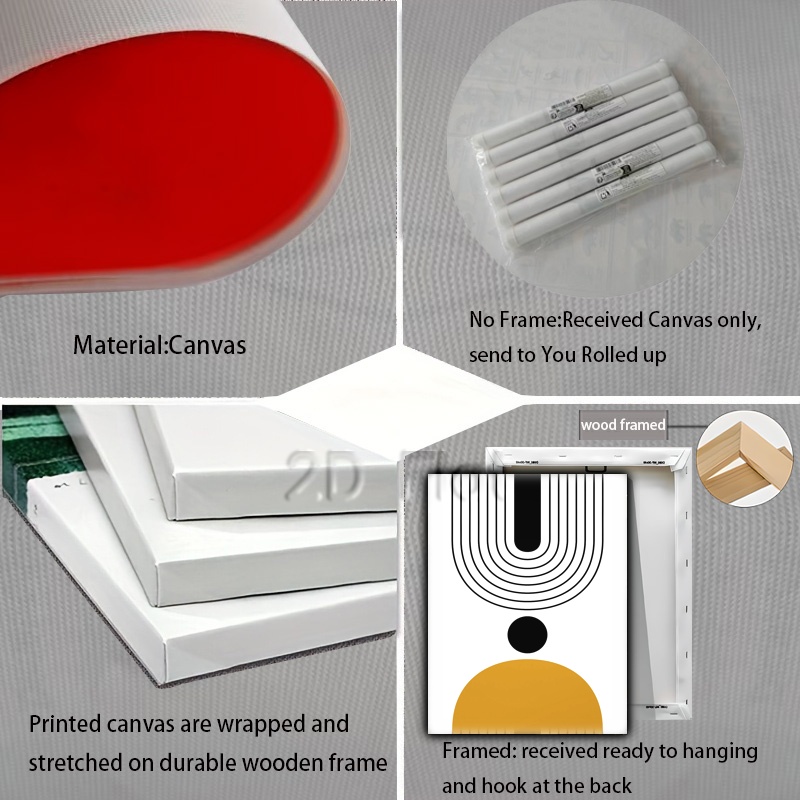 Material:Canvas
No Frame:Received Canvas only,
send to You Rolled up
wood framed
2D
Printed canvas are wrapped and
stretched on durable wooden frame
Framed: received ready to hanging
and hook at the back